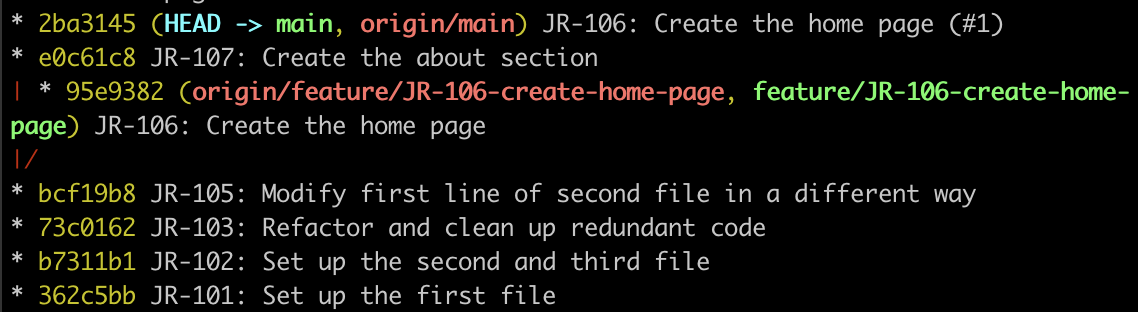 * 2ba3145 (HEAD -> main, origin/main) JR-106: Create the home page (#1)
* e0c61c8 JR-107: Create the about section
| * 95e9382 (origin/feature/JR-106-create-home-page, feature/JR-106-create-home-
page) JR-106: Create the home page
|/
* bcf19b8 JR-105: Modify first line of second file in a different way
* 73c0162 JR-103: Refactor and clean up redundant code
* b7311b1 JR-102: Set up the second and third file
* 362c5bb JR-101: Set up the first file